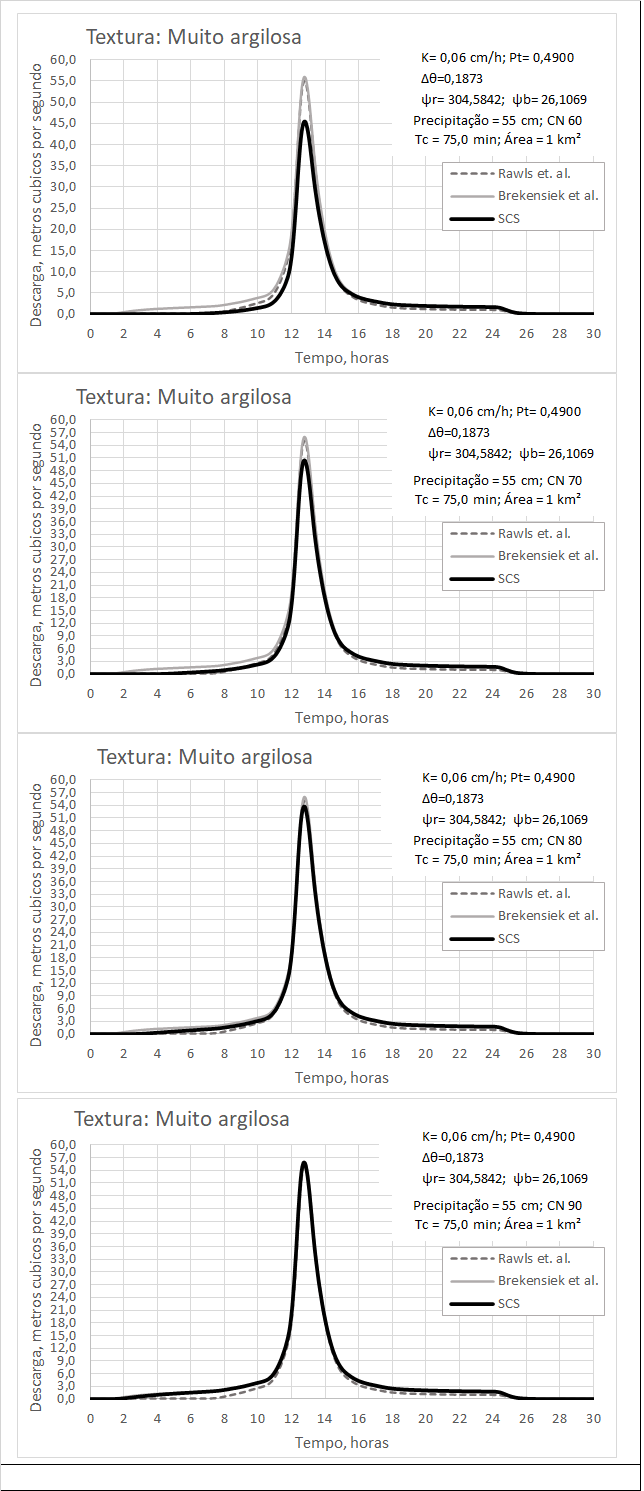 Textura: Muito argilosa
K= 0,06 cm/h; Pt= 0,4900
Δθ=0,1873
ψr= 304,5842; ψb= 26,1069
Precipitação = 55 cm; CN 60
Tc = 75,0 min; Área = 1 km²
Rawls et. al.
Brekensiek et al.
SCS
Descarga, metros cubicos por segundo
60,0
55,0
50,0
45,0
40,0
35,0
30,0
25,0
20,0
15,0
10,0
5,0
0,0
0 2 4 6 8 10 12 14 16 18 20 22 24 26 28 30
Tempo, horas
Textura: Muito argilosa
K= 0,06 cm/h; Pt= 0,4900
Δθ=0,1873
ψr= 304,5842; ψb= 26,1069
Precipitação = 55 cm; CN 70
Tc = 75,0 min; Área = 1 km²
Rawls et. al.
Brekensiek et al.
SCS
Descarga, metros cubicos por segundo
60,0
57,0
54,0
51,0
48,0
45,0
42,0
39,0
36,0
33,0
30,0
27,0
24,0
21,0
18,0
15,0
12,0
9,0
6,0
3,0
0,0
0 2 4 6 8 10 12 14 16 18 20 22 24 26 28 30
Tempo, horas
Textura: Muito argilosa
K= 0,06 cm/h; Pt= 0,4900
Δθ=0,1873
ψr= 304,5842; ψb= 26,1069
Precipitação = 55 cm; CN 80
Tc = 75,0 min; Área = 1 km²
Rawls et. al.
Brekensiek et al.
SCS
Descarga, metros cubicos por segundo
60,0
57,0
54,0
51,0
48,0
45,0
42,0
39,0
36,0
33,0
30,0
27,0
24,0
21,0
18,0
15,0
12,0
9,0
6,0
3,0
0,0
0 2 4 6 8 10 12 14 16 18 20 22 24 26 28 30
Tempo, horas
Textura: Muito argilosa
K= 0,06 cm/h; Pt= 0,4900
Δθ=0,1873
ψr= 304,5842; ψb= 26,1069
Precipitação = 55 cm; CN 90
Tc = 75,0 min; Área = 1 km²
Rawls et. al.
Brekensiek et al.
SCS
Descarga, metros cubicos por segundo
60,0
57,0
54,0
51,0
48,0
45,0
42,0
39,0
36,0
33,0
30,0
27,0
24,0
21,0
18,0
15,0
12,0
9,0
6,0
3,0
0,0
0 2 4 6 8 10 12 14 16 18 20 22 24 26 28 30
Tempo, horas